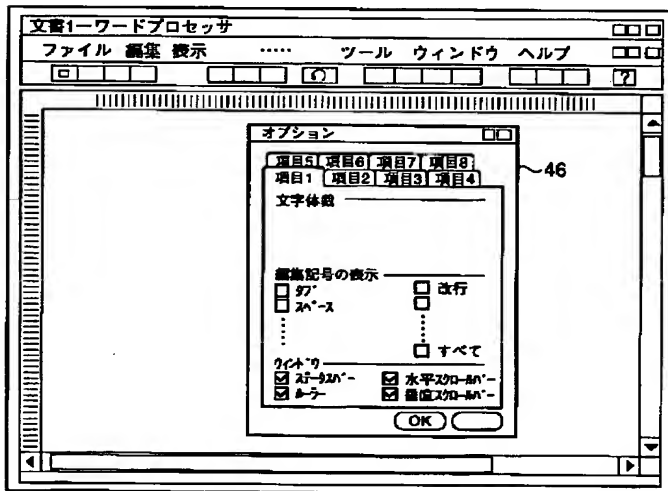 文書1ーワードプロセッサ
ファイル 編集 表示 ····· ツール ウィンドウ ヘルプ
?
オプション
46
項目5 項目6 項目7 項目8
項目1 項目2 項目3 項目4
文字体裁
編集記号の表示
タブ 改行
スペース
すべて
ウィンドウ
ステータスバー 水平スクロールバー
ルーラー 垂直スクロールバー
OK